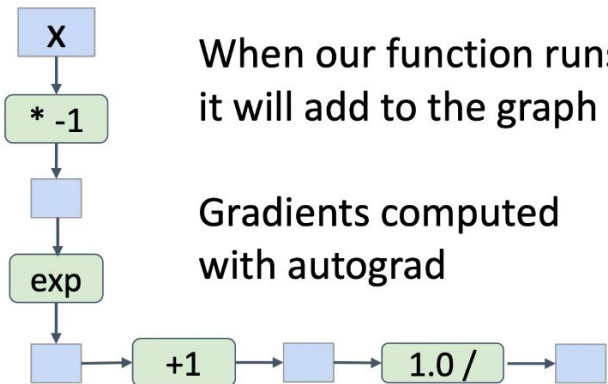 X
When our function runs
it will add to the graph
* -1
Gradients computed
with autograd
exp
+1
1.0 /